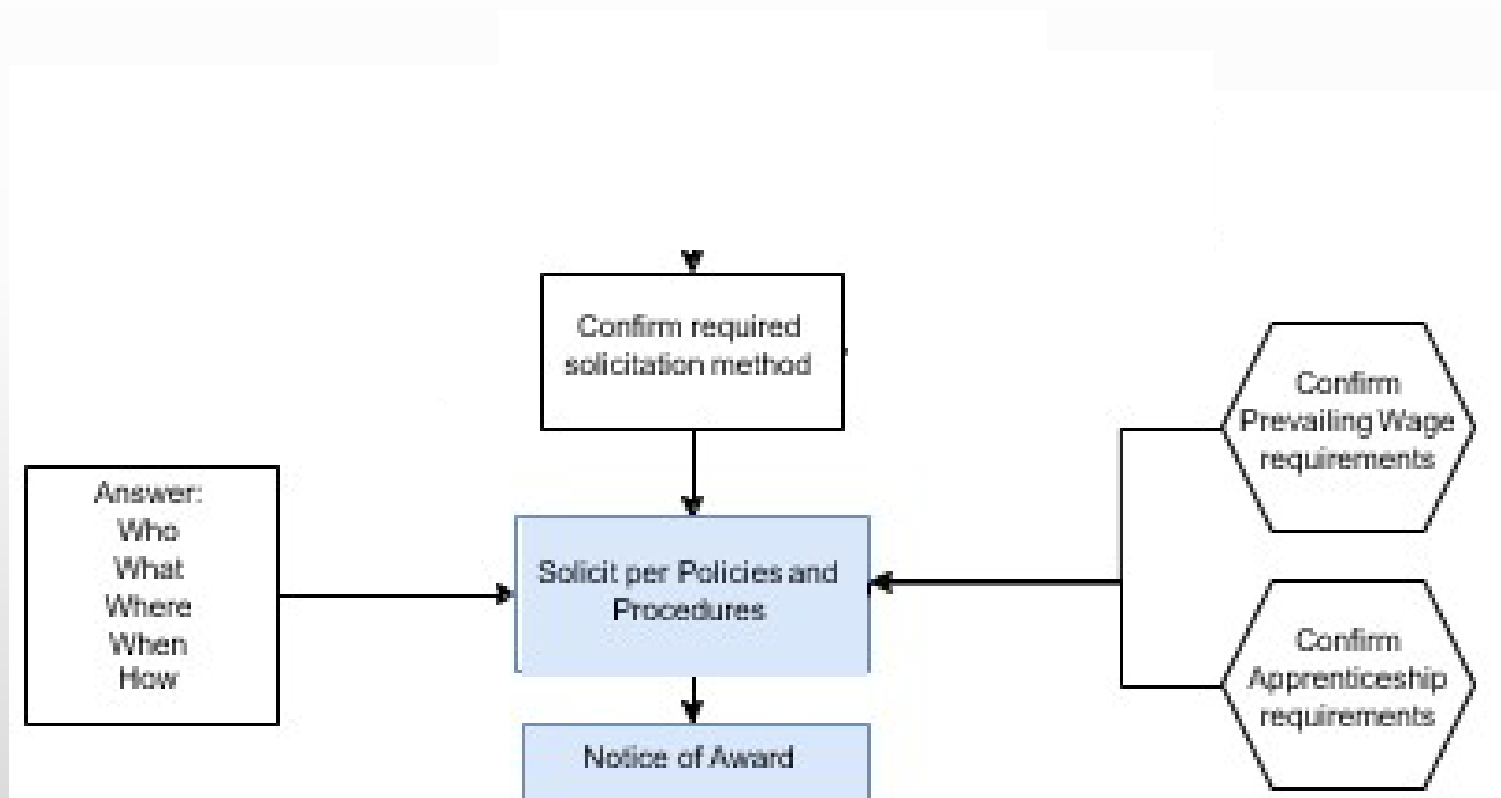 Confirm required
solicitation method
Confirm
Prevailing Wage
requirements
Answer:
Who
What
Where
When
How
Solicit per Policies and
Procedures
Confirm
Apprenticeship
requirements
Notice of Award